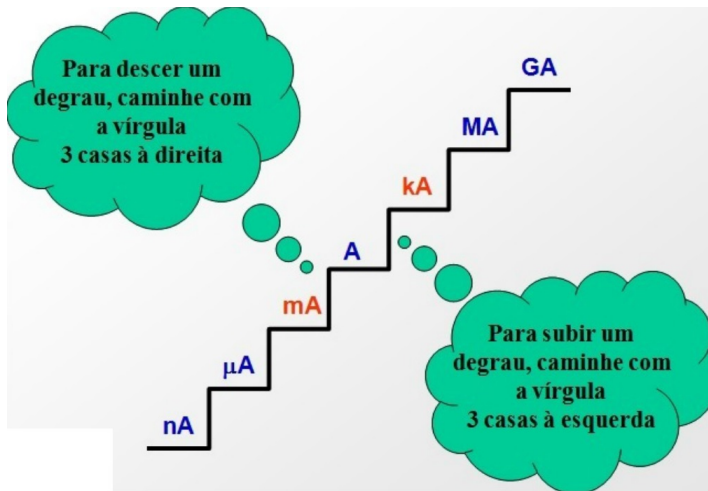 Para descer um
degrau, caminhe com
a vírgula
3 casas à direita
GA
MA
kA
A
mA
μA
nA
Para subir um
degrau, caminhe com
a vírgula
3 casas à esquerda